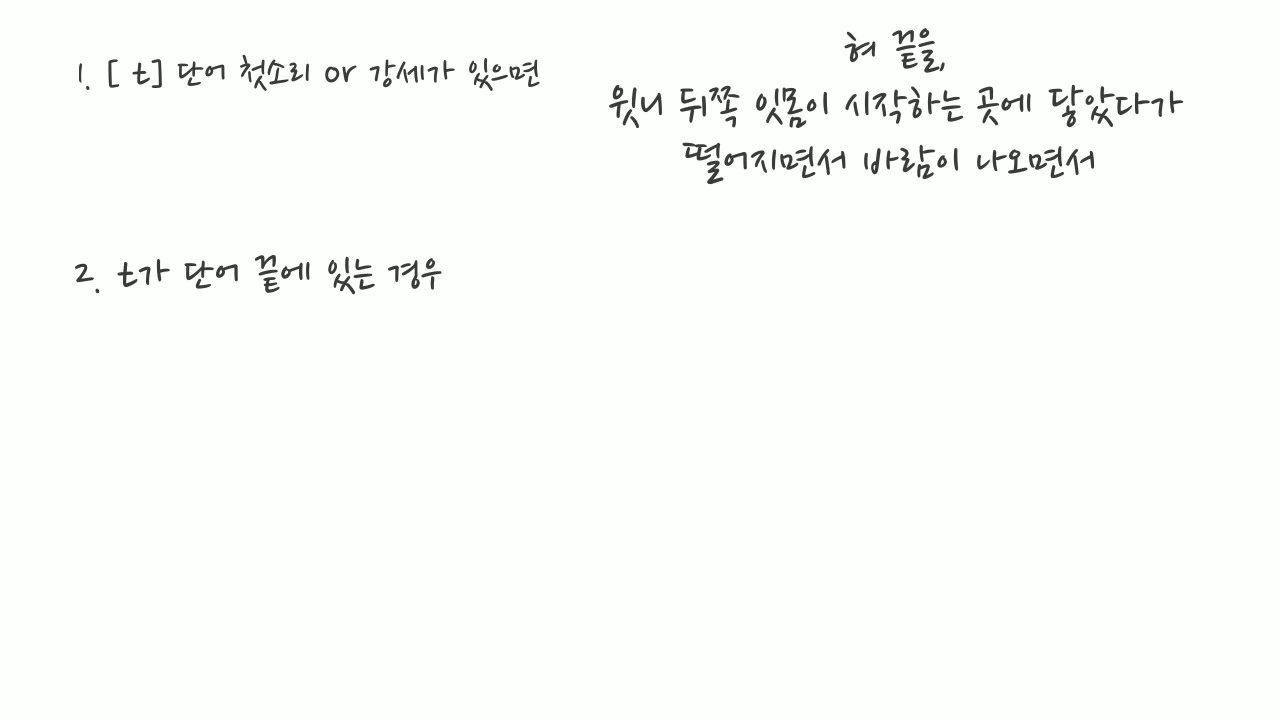 1. [ t] 단어 첫소리 or 강세가 있으면
혀 끝을,
윗니 뒤쪽 잇몸이 시작하는 곳에 닿았다가
떨어지면서 바람이 나오면서
2. t가 단어 끝에 있는 경우